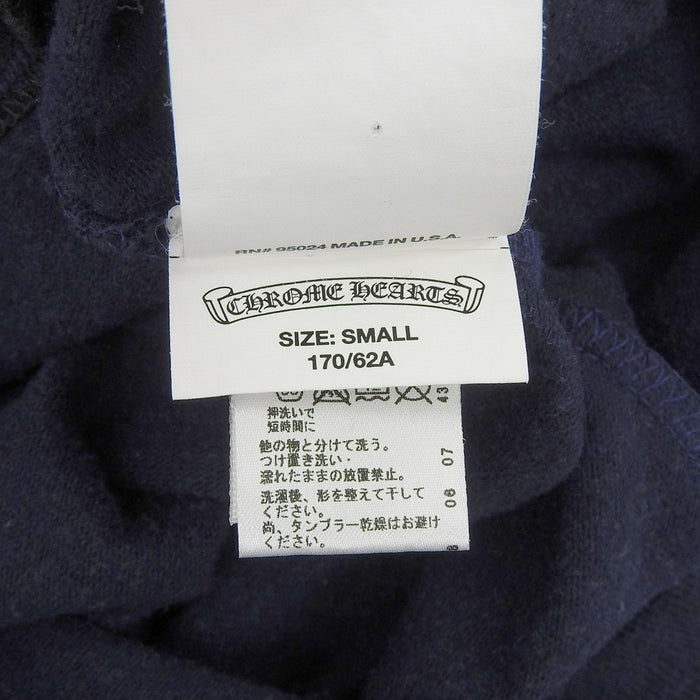 RN# 95024 MADE IN U.S.A.
CHROME HEARTS
SIZE: SMALL
170/62A
43
押洗いで
短時間に
他の物と分けて洗う。
つけ置き洗い・
濡れたままの放置禁止。
洗濯後、形を整えて干して
ください。
尚、タンブラー乾燥はお避け
ください。
07
06